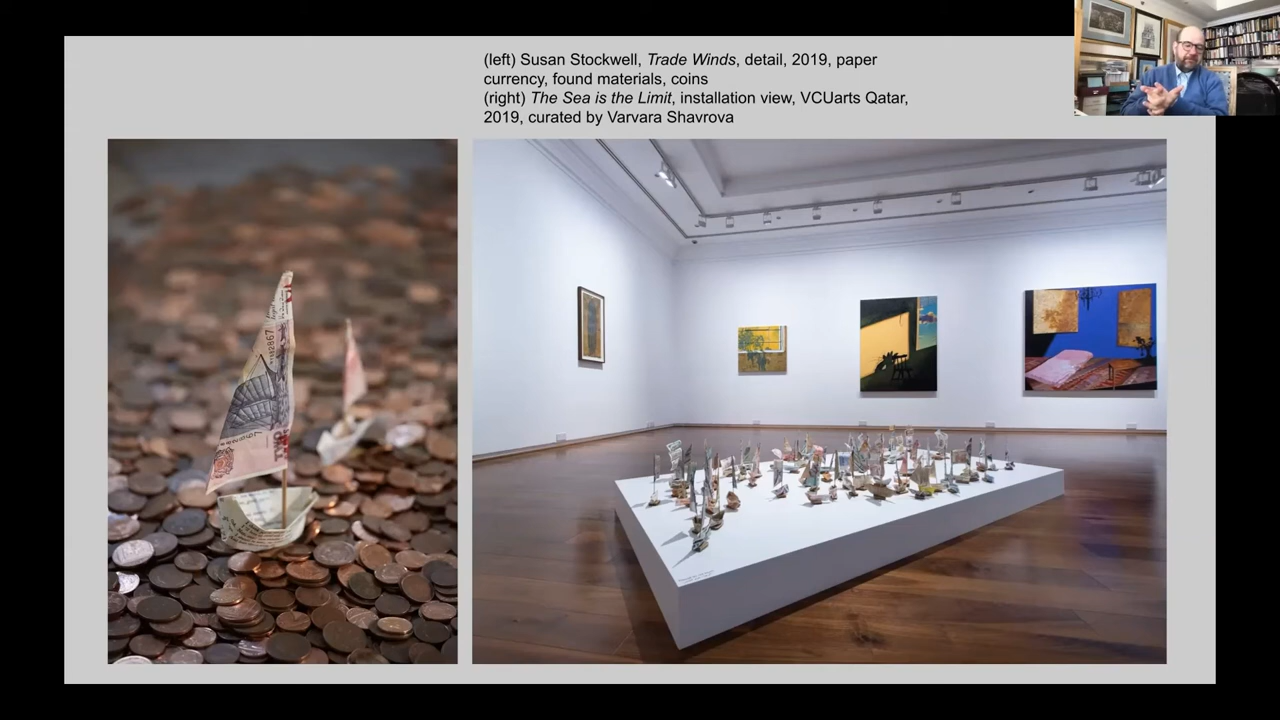 (left) Susan Stockwell, Trade Winds, detail, 2019, paper
currency, found materials, coins
(right) The Sea is the Limit, installation view, VCUarts Qatar,
2019, curated by Varvara Shavrova